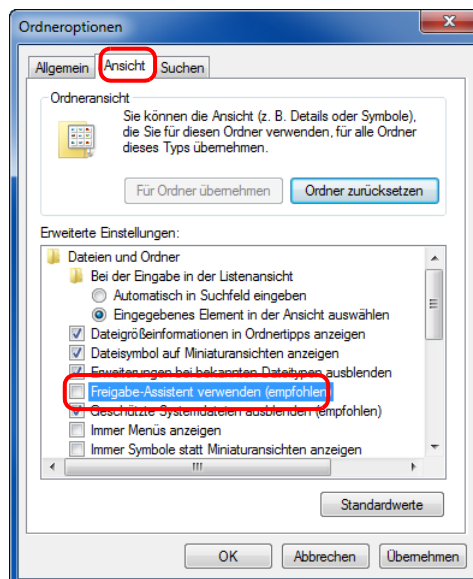 Ordneroptionen
Allgemein Ansicht Suchen
Ordneransicht
Sie können die Ansicht (z. B. Details oder Symbole),
die Sie für diesen Ordner verwenden, für alle Ordner
dieses Typs übernehmen.
Für Ordner übernehmen Ordner zurücksetzen
Erweiterte Einstellungen:
Dateien und Ordner
Bei der Eingabe in der Listenansicht
Automatisch in Suchfeld eingeben
Eingegebenes Element in der Ansicht auswählen
Dateigrößeinformationen in Ordnertipps anzeigen
Dateisymbol auf Miniaturansichten anzeigen
Erweiterungen bei bekannten Dateitypen ausblenden
Freigabe-Assistent verwenden (empfohlen)
Geschützte Systemdateien ausblenden (empfohlen)
Immer Menüs anzeigen
Immer Symbole statt Miniaturansichten anzeigen
Standardwerte
OK Abbrechen Übernehmen